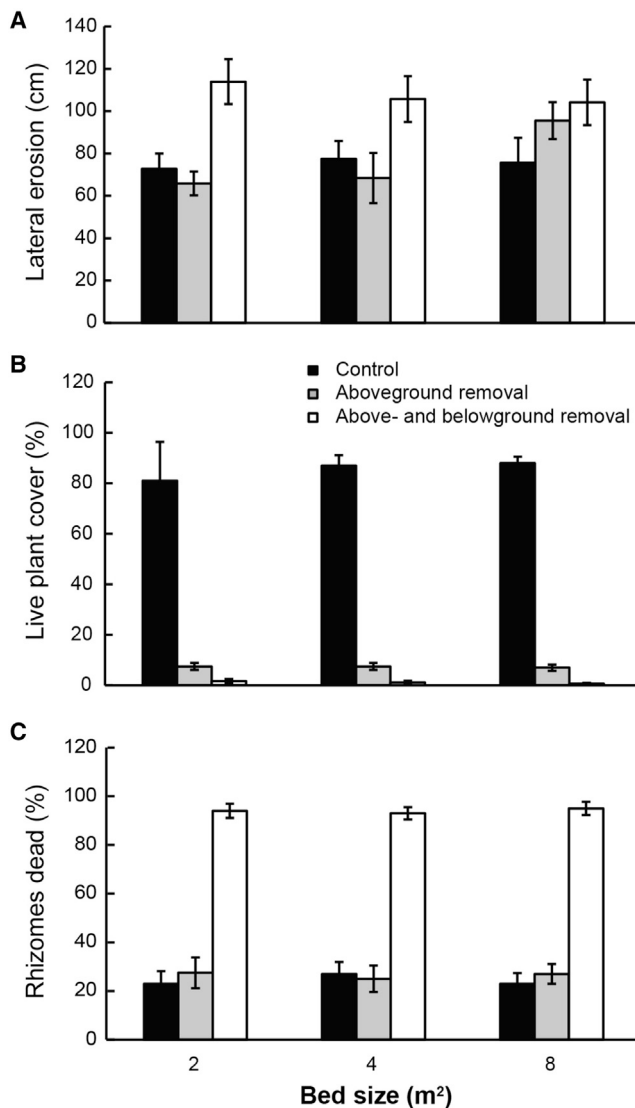 A
Lateral erosion (cm)
140
120
100
80
60
40
20
0
B
Live plant cover (%)
120
100
80
60
40
20
0
Control
Aboveground removal
Above- and belowground removal
C
Rhizomes dead (%)
120
100
80
60
40
20
0
2 4 8
Bed size (m²)